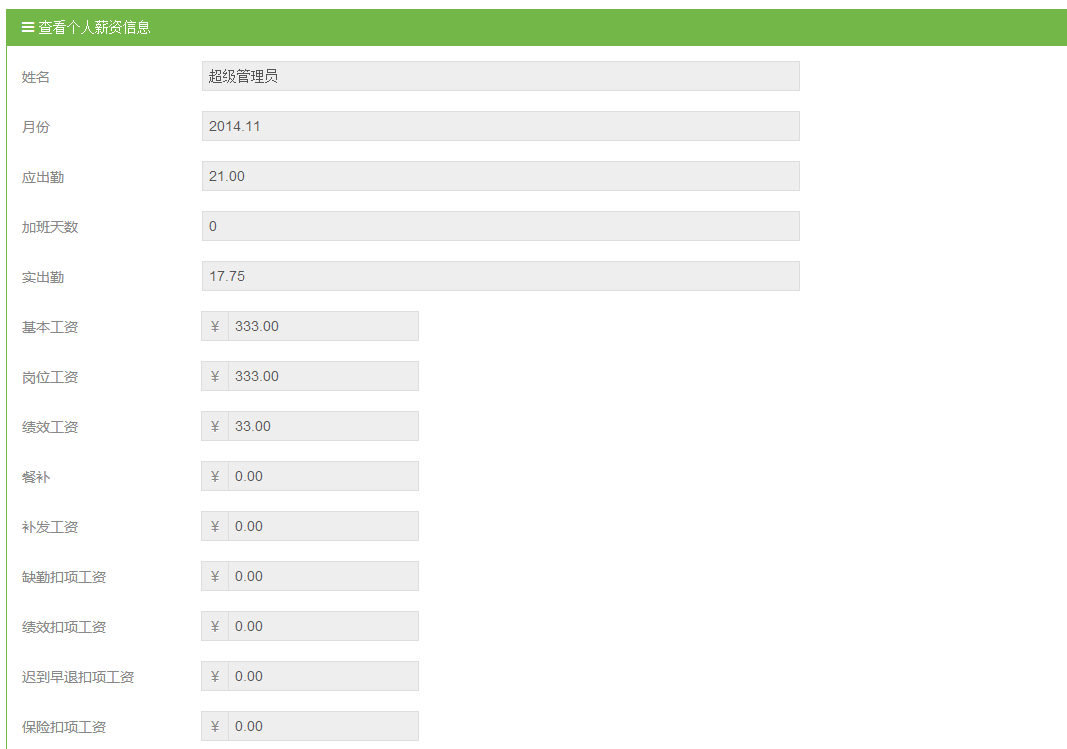 查看个人薪资信息
姓名 超级管理员
月份 2014.11
应出勤 21.00
加班天数 0
实出勤 17.75
基本工资 ¥ 333.00
岗位工资 ¥ 333.00
绩效工资 ¥ 33.00
餐补 ¥ 0.00
补发工资 ¥ 0.00
缺勤扣项工资 ¥ 0.00
绩效扣项工资 ¥ 0.00
迟到早退扣项工资 ¥ 0.00
保险扣项工资 ¥ 0.00